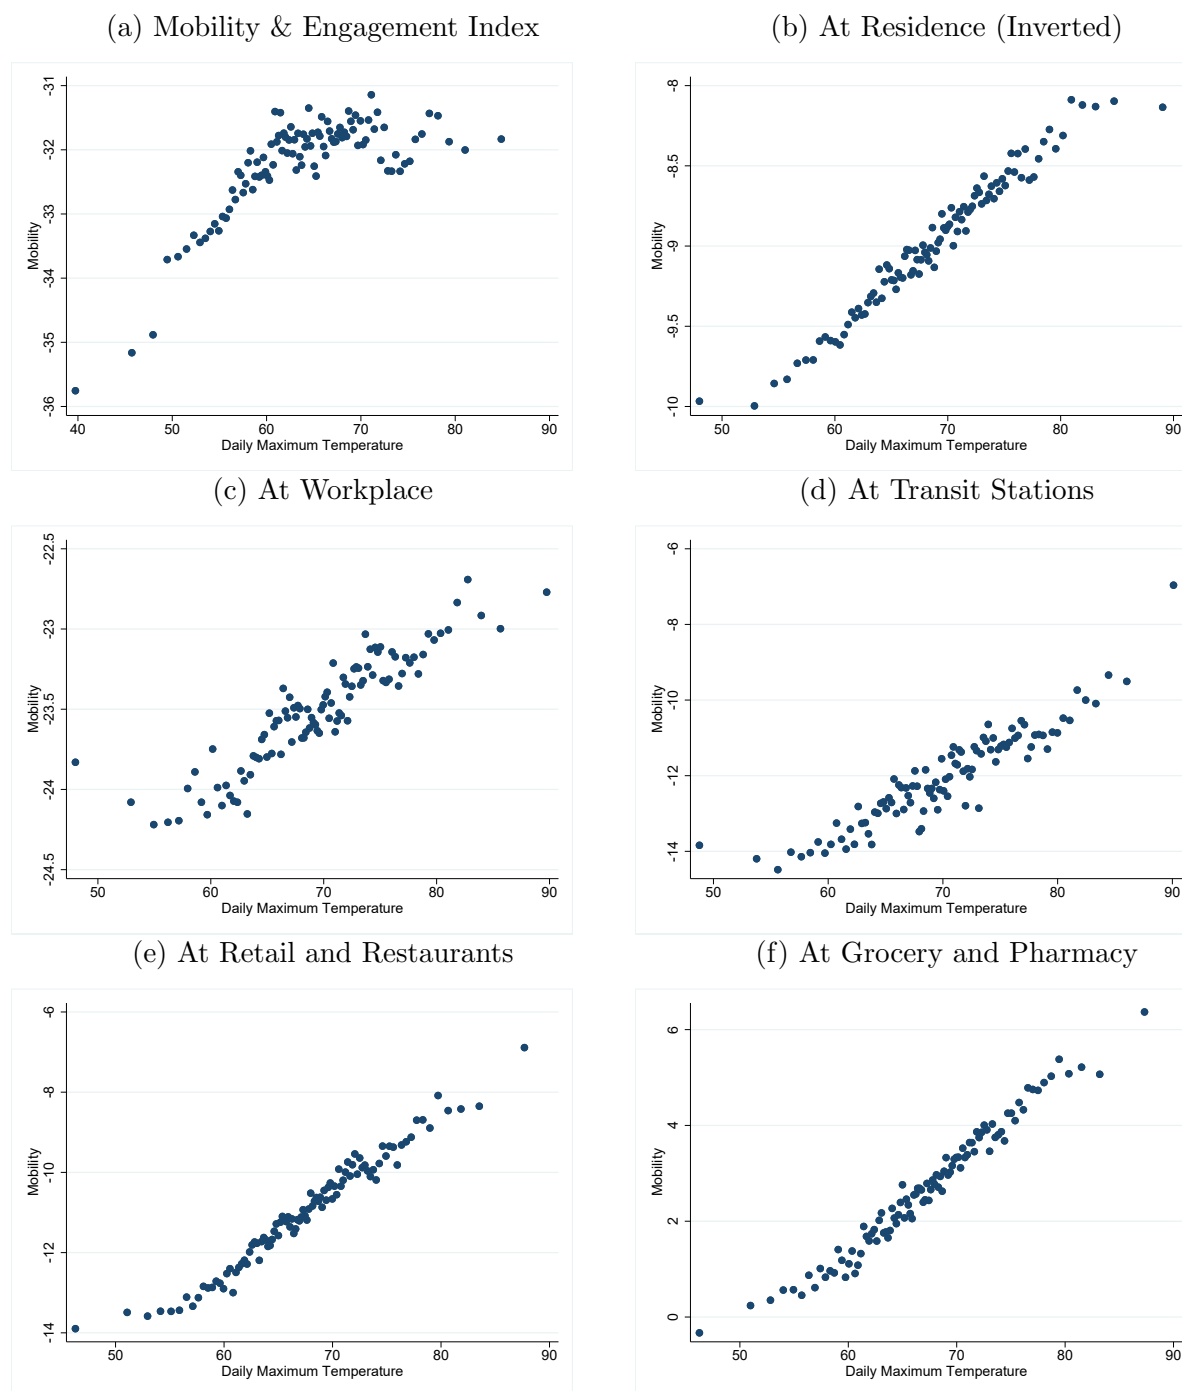 (a) Mobility & Engagement Index
-31
-32
-33
-34
-35
-36
Mobility
40 50 60 70 80 90
Daily Maximum Temperature
(b) At Residence (Inverted)
-8
-8.5
-9
-9.5
-10
Mobility
50 60 70 80 90
Daily Maximum Temperature
(c) At Workplace
-22.5
-23
-23.5
-24
-24.5
Mobility
50 60 70 80 90
Daily Maximum Temperature
(d) At Transit Stations
-6
-8
-10
-12
-14
Mobility
50 60 70 80 90
Daily Maximum Temperature
(e) At Retail and Restaurants
-6
-8
-10
-12
-14
Mobility
50 60 70 80 90
Daily Maximum Temperature
(f) At Grocery and Pharmacy
6
4
2
0
Mobility
50 60 70 80 90
Daily Maximum Temperature